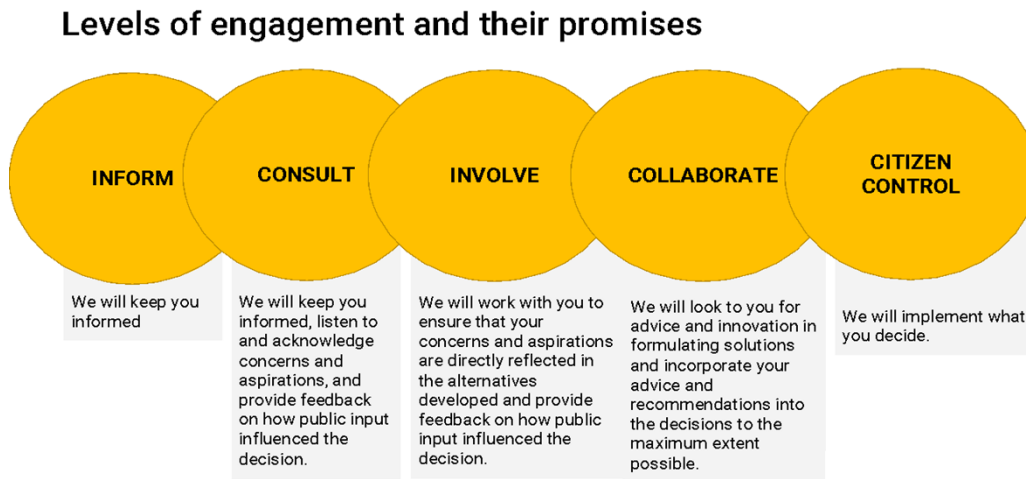 Levels of engagement and their promises
INFORM
CONSULT
INVOLVE
COLLABORATE
CITIZEN
CONTROL
We will keep you
informed
We will keep you
informed, listen to
and acknowledge
concerns and
aspirations, and
provide feedback
on how public input
influenced the
decision.
We will work with you to
ensure that your
concerns and aspirations
are directly reflected in
the alternatives
developed and provide
feedback on how public
input influenced the
decision.
We will look to you for
advice and innovation in
formulating solutions
and incorporate your
advice and
recommendations into
the decisions to the
maximum extent
possible.
We will implement what
you decide.